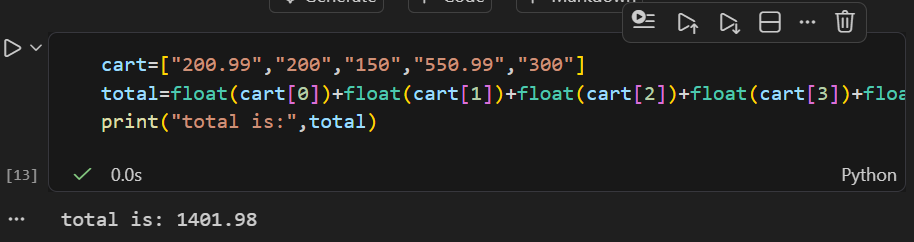 Generate Code Markdown
cart=["200.99","200","150","550.99","300"]
total=float(cart[0])+float(cart[1])+float(cart[2])+float(cart[3])+floa
print("total is:",total)
[13] 0.0s Python
total is: 1401.98